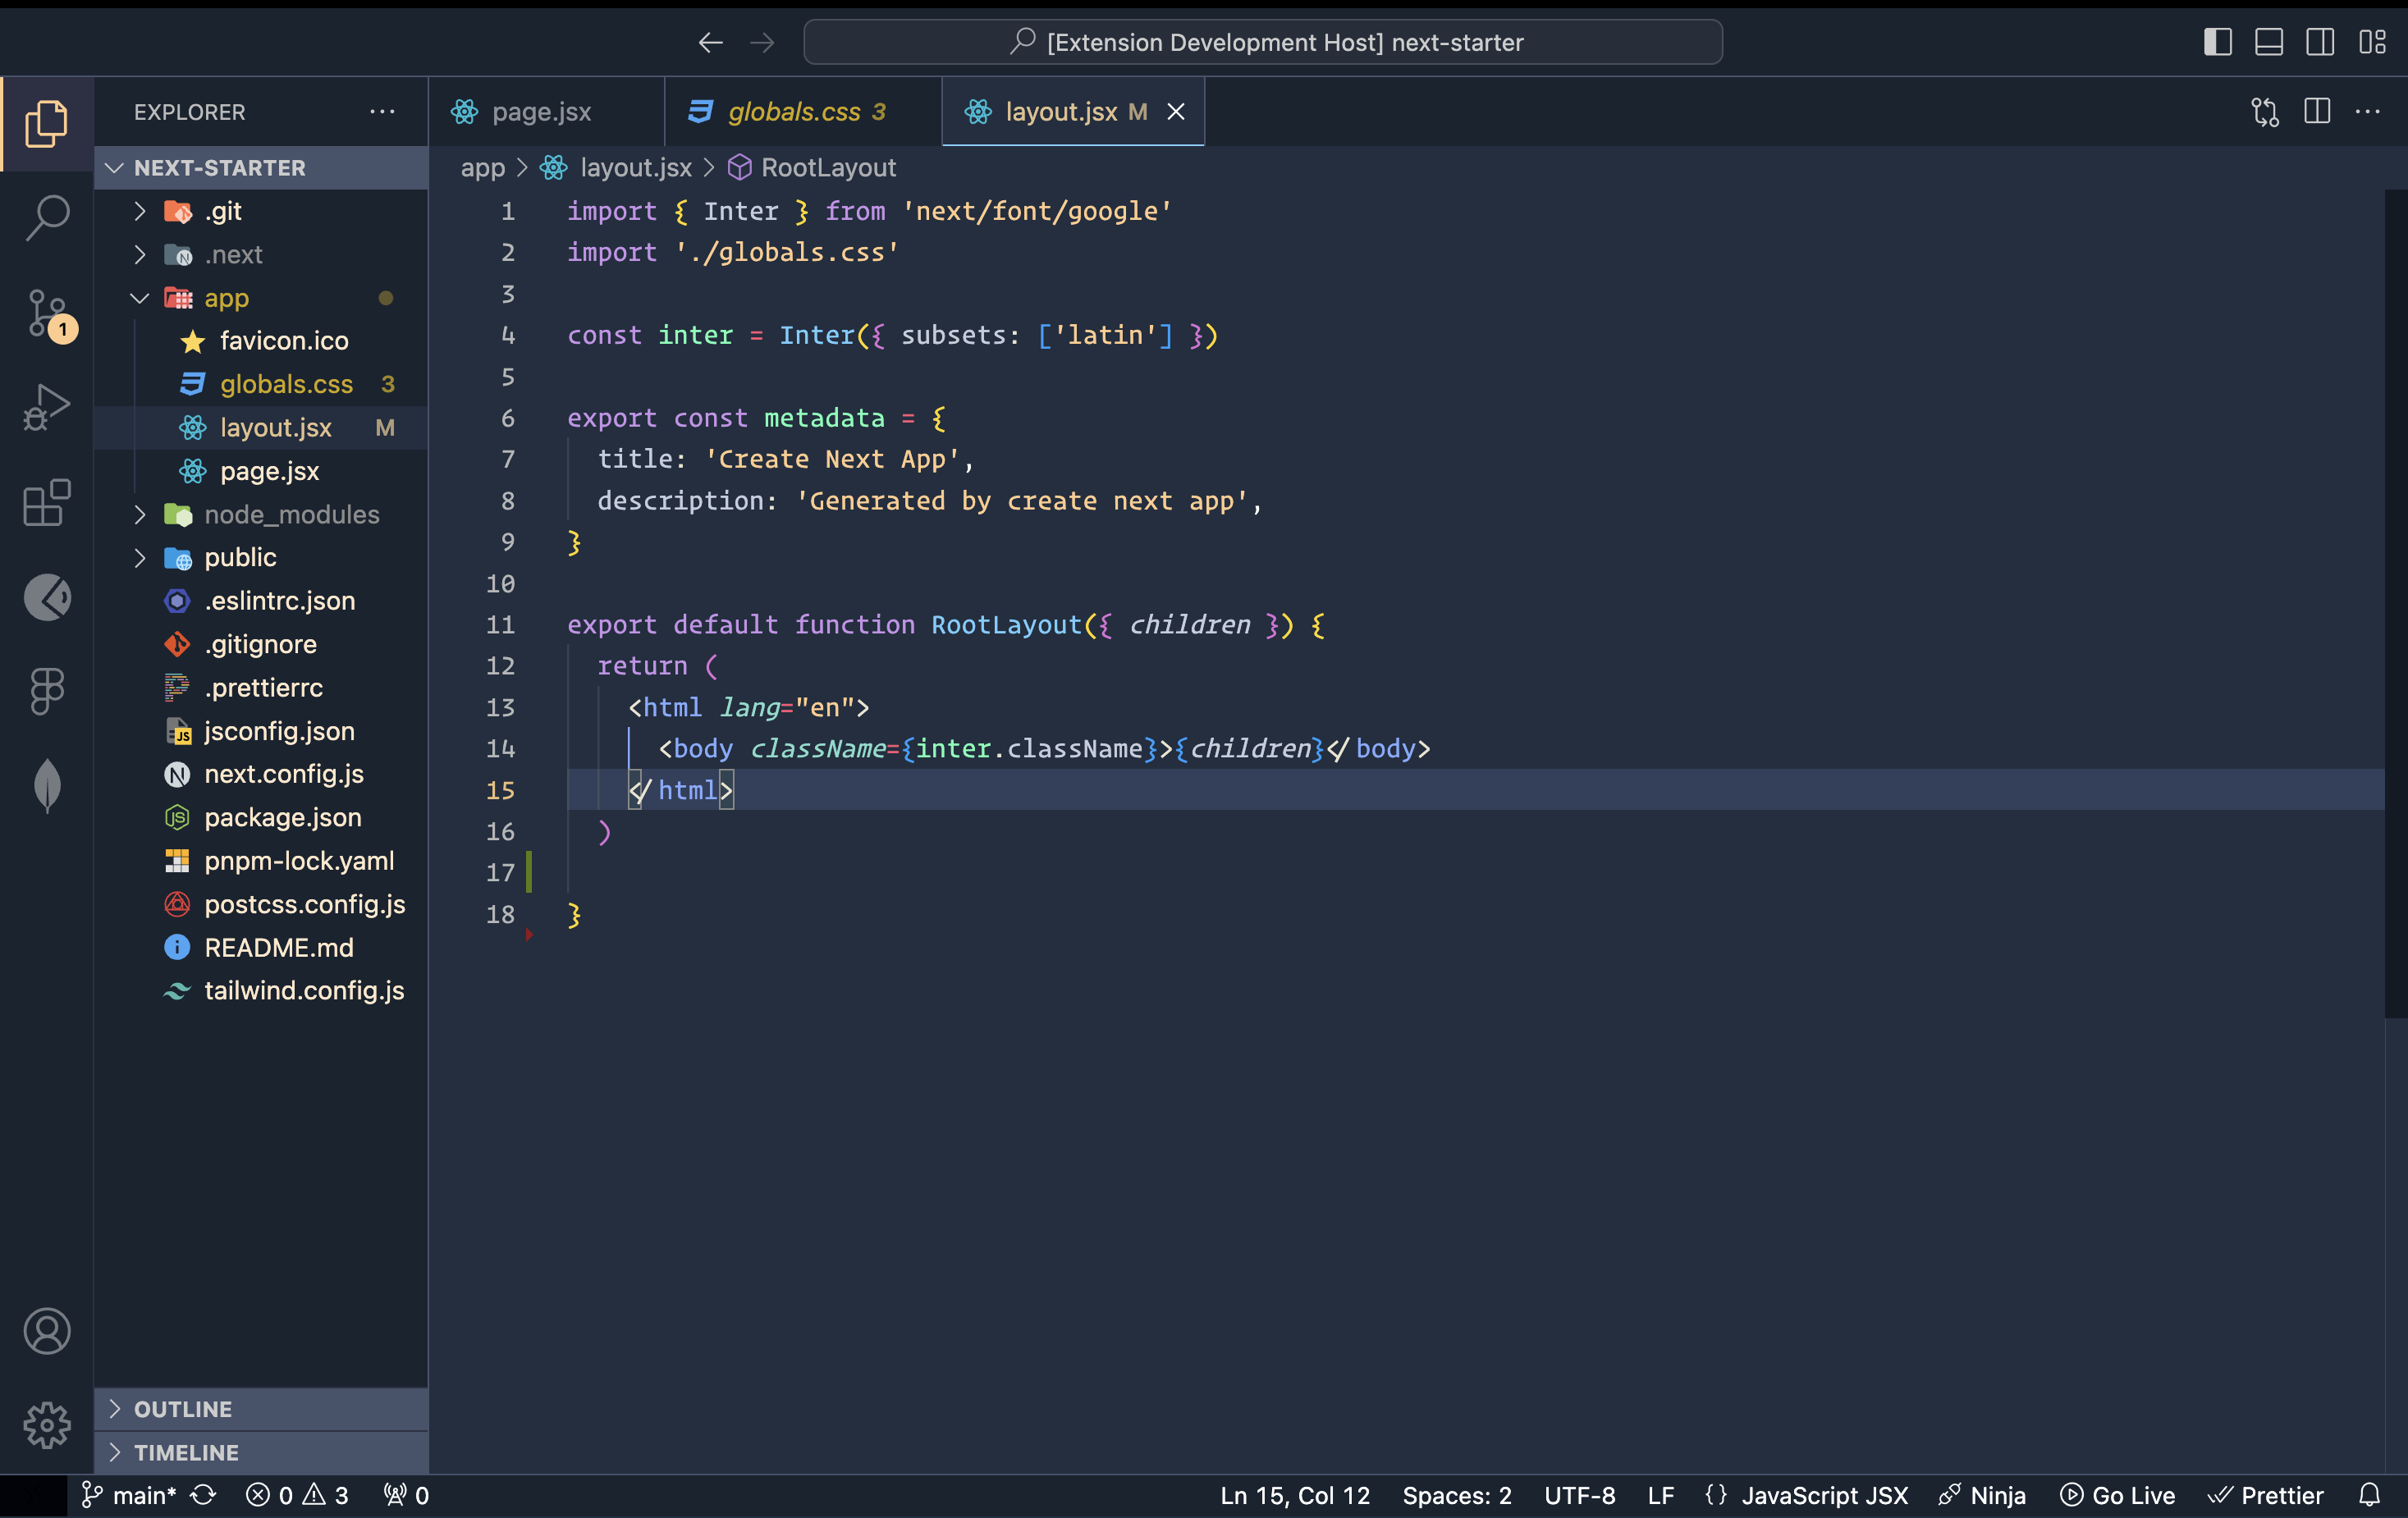 [Extension Development Host] next-starter
EXPLORER
page.jsx
globals.css 3
layout.jsx M
NEXT-STARTER
.git
.next
app
favicon.ico
globals.css 3
layout.jsx M
page.jsx
node_modules
public
.eslintrc.json
.gitignore
.prettierrc
jsconfig.json
next.config.js
package.json
pnpm-lock.yaml
postcss.config.js
README.md
tailwind.config.js
OUTLINE
TIMELINE
1
app > layout.jsx > RootLayout
1 import { Inter } from 'next/font/google'
2 import './globals.css'
3
4 const inter = Inter({ subsets: ['latin'] })
5
6 export const metadata = {
7   title: 'Create Next App',
8   description: 'Generated by create next app',
9 }
10
11 export default function RootLayout({ children }) {
12   return (
13     <html lang="en">
14       <body className={inter.className}>{children}</body>
15     </html>
16   )
17
18 }
main* 0 3 0 Ln 15, Col 12 Spaces: 2 UTF-8 LF {} JavaScript JSX Ninja Go Live Prettier